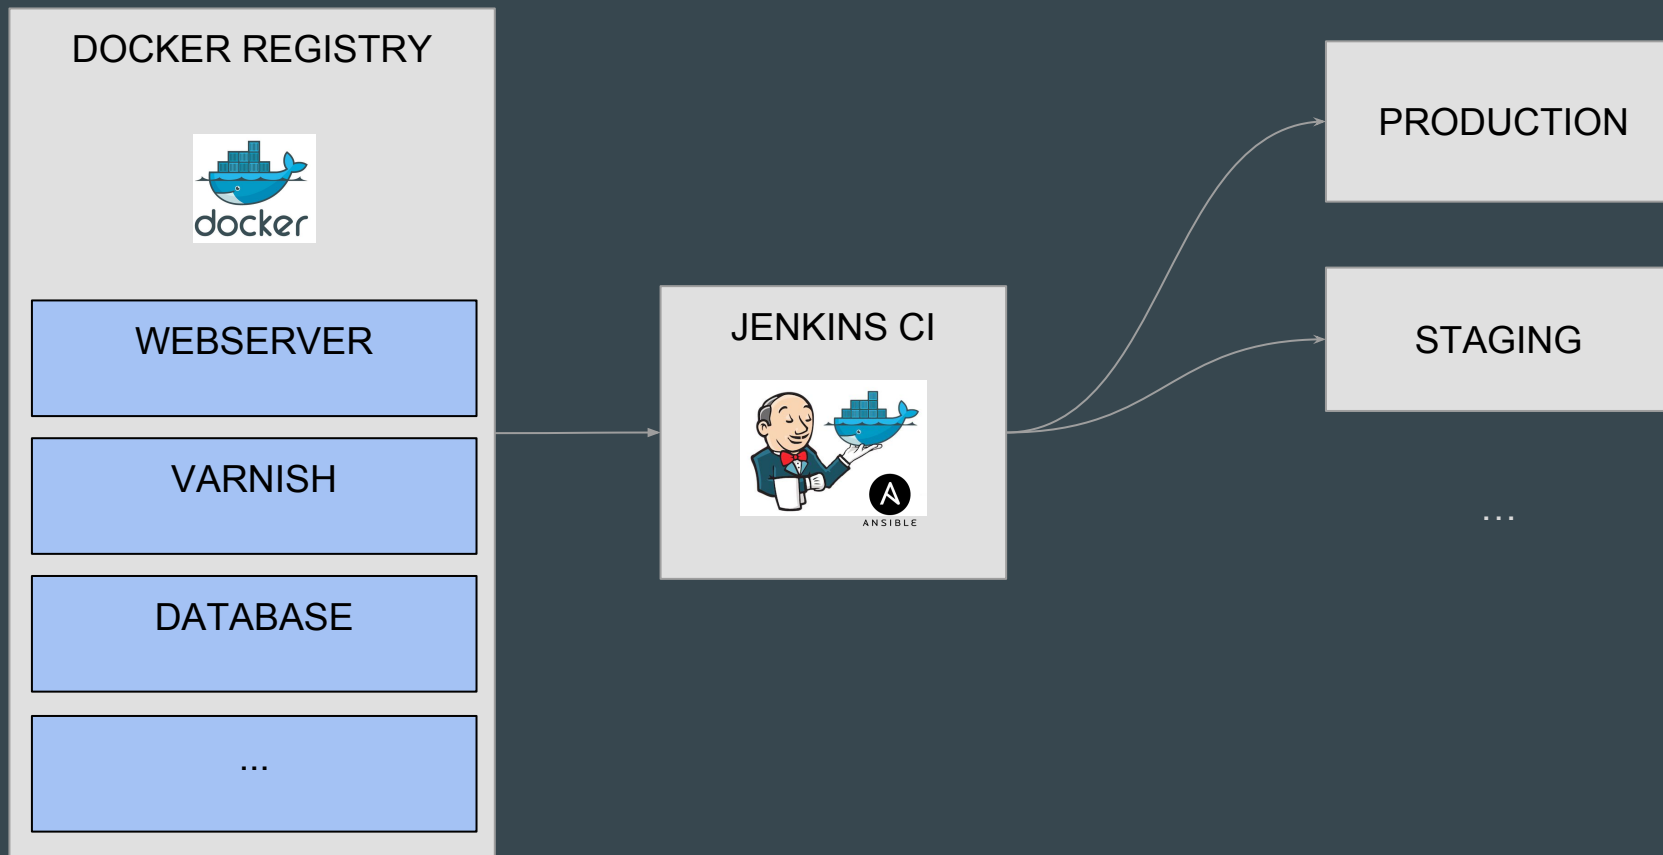 DOCKER REGISTRY
docker
WEBSERVER
VARNISH
DATABASE
...
JENKINS CI
ANSIBLE
PRODUCTION
STAGING
...